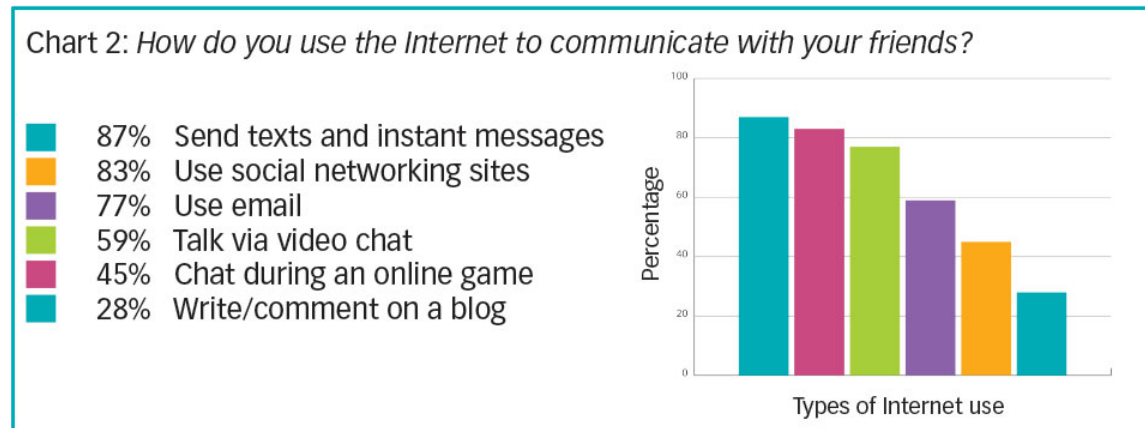 Chart 2: How do you use the Internet to communicate with your friends?
87% Send texts and instant messages
83% Use social networking sites
77% Use email
59% Talk via video chat
45% Chat during an online game
28% Write/comment on a blog
Percentage
100
80
60
40
20
0
Types of Internet use